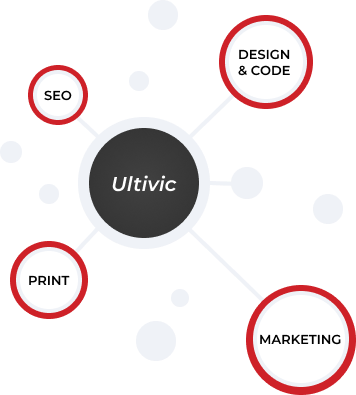 DESIGN
& CODE
SEO
Ultivic
PRINT
MARKETING